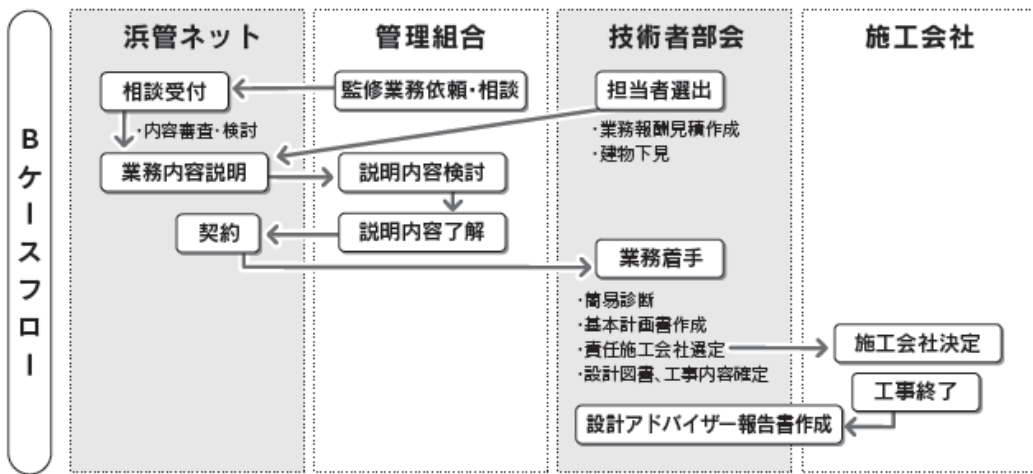 Bケースフロー
浜管ネット
管理組合
技術者部会
施工会社
相談受付
監修業務依頼・相談
担当者選出
・内容審査・検討
・業務報酬見積作成
・建物下見
業務内容説明
説明内容検討
契約
説明内容了解
業務着手
・簡易診断
・基本計画書作成
・責任施工会社選定
・設計図書、工事内容確定
施工会社決定
工事終了
設計アドバイザー報告書作成